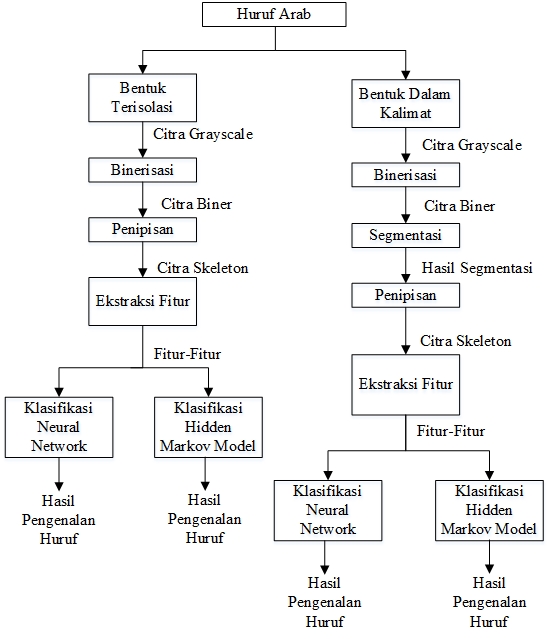 Huruf Arab
Bentuk
Terisolasi
Citra Grayscale
Binerisasi
Citra Biner
Penipisan
Citra Skeleton
Ekstraksi Fitur
Fitur-Fitur
Klasifikasi
Neural
Network
Hasil
Pengenalan
Huruf
Klasifikasi
Hidden
Markov Model
Hasil
Pengenalan
Huruf
Bentuk Dalam
Kalimat
Citra Grayscale
Binerisasi
Citra Biner
Segmentasi
Hasil Segmentasi
Penipisan
Citra Skeleton
Ekstraksi Fitur
Fitur-Fitur
Klasifikasi
Neural
Network
Hasil
Pengenalan
Huruf
Klasifikasi
Hidden
Markov Model
Hasil
Pengenalan
Huruf